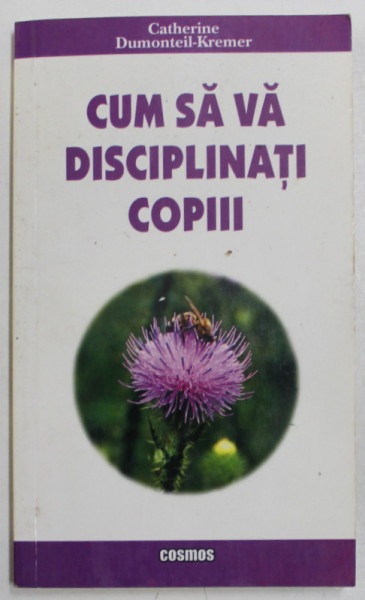 Catherine
Dumonteil-Kremer
CUM SĂ VĂ
DISCIPLINAȚI
COPIII
COSMOS